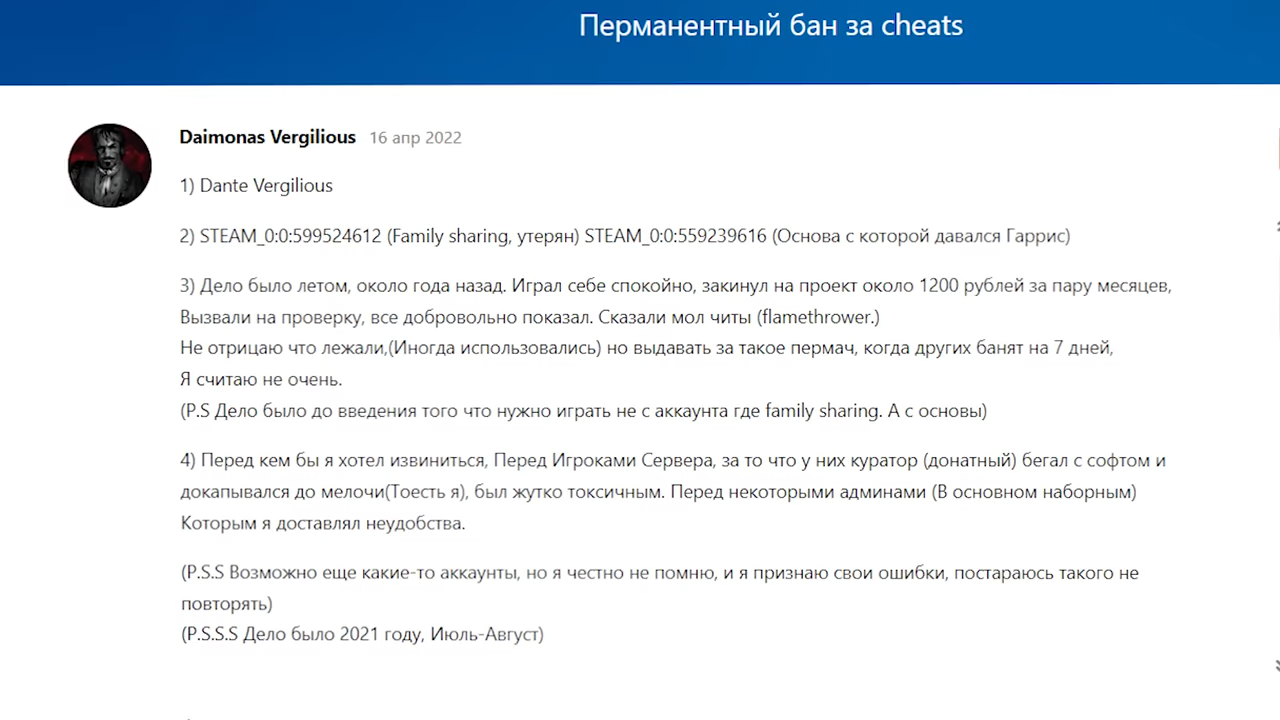 Перманентный бан за cheats
Daimonas Vergilious 16 апр 2022
1) Dante Vergilious
2) STEAM_0:0:599524612 (Family sharing, утерян) STEAM_0:0:559239616 (Основа с которой давался Гаррис)
3) Дело было летом, около года назад. Играл себе спокойно, закинул на проект около 1200 рублей за пару месяцев,
Вызвали на проверку, все добровольно показал. Сказали мол читы (flamethrower.)
Не отрицаю что лежали,(Иногда использовались) но выдавать за такое пермач, когда других банят на 7 дней,
Я считаю не очень.
(P.S Дело было до введения того что нужно играть не с аккаунта где family sharing. А с основы)
4) Перед кем бы я хотел извиниться, Перед Игроками Сервера, за то что у них куратор (донатный) бегал с софтом и
докапывался до мелочи(Тоесть я), был жутко токсичным. Перед некоторыми админами (В основном наборным)
Которым я доставлял неудобства.
(P.S.S Возможно еще какие-то аккаунты, но я честно не помню, и я признаю свои ошибки, постараюсь такого не
повторять)
(P.S.S.S Дело было 2021 году, Июль-Август)